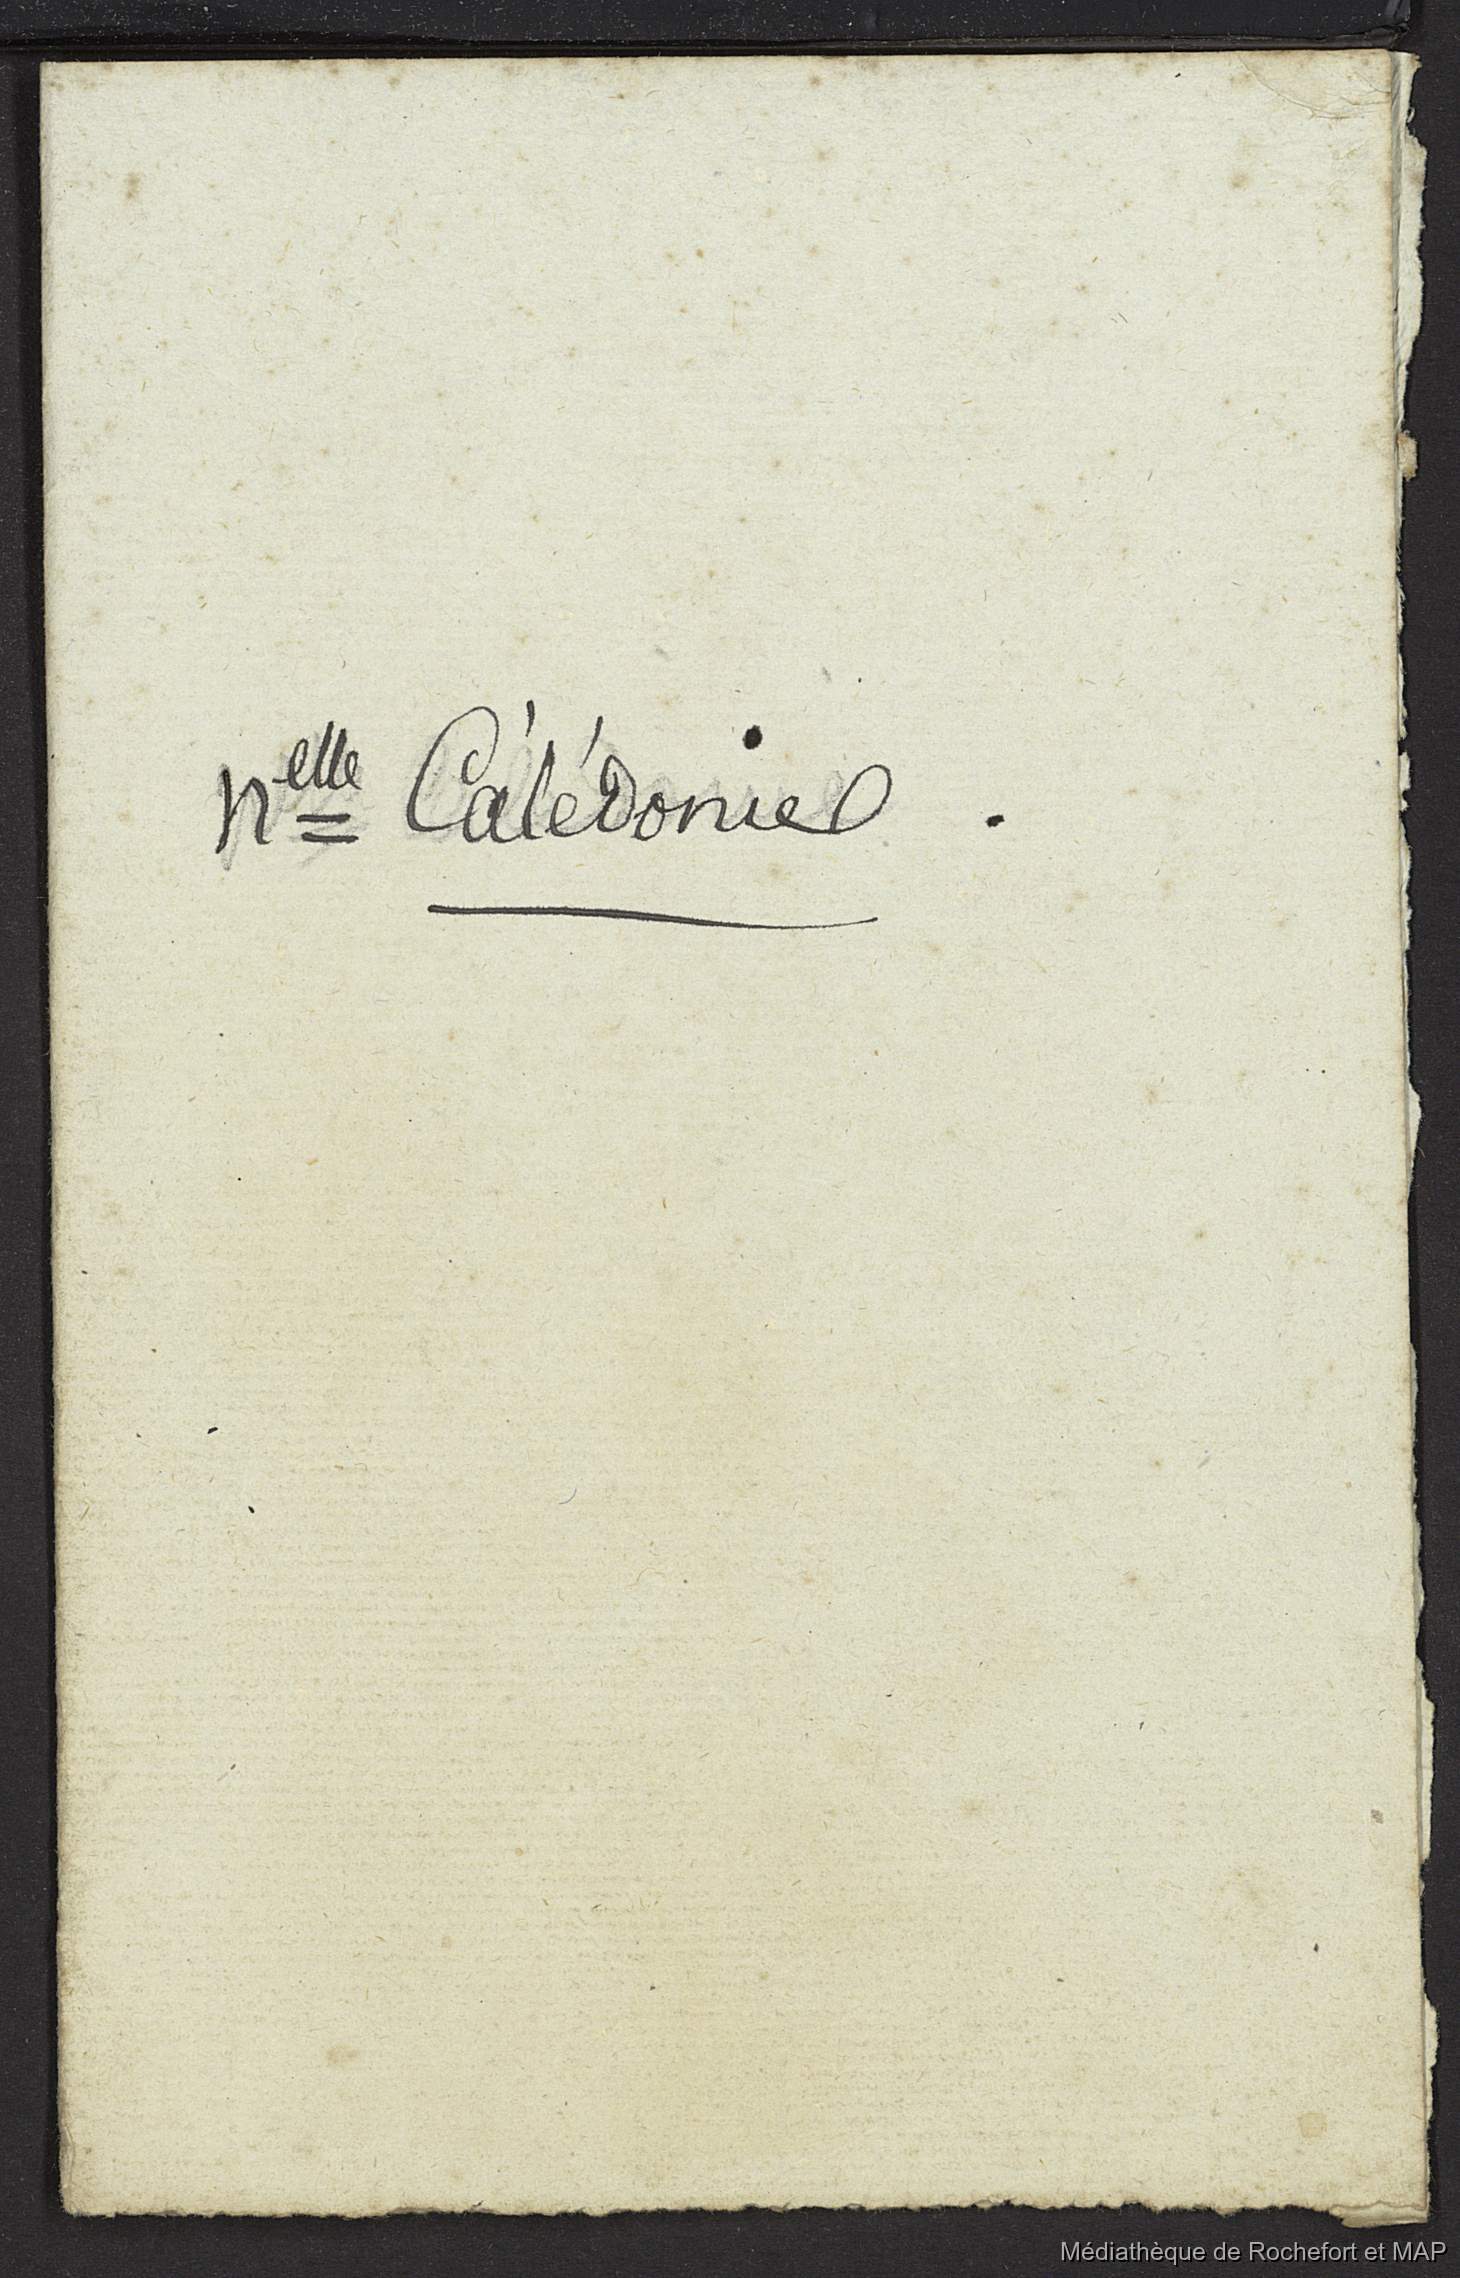 nelle Calédonie.
Médiathèque de Rochefort et MAP